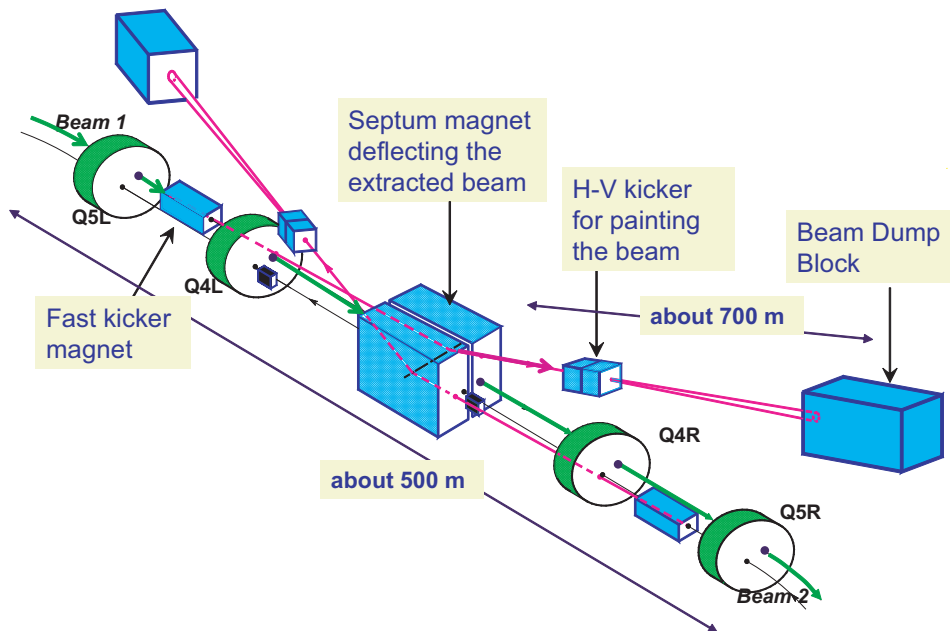 Beam 1
Septum magnet
deflecting the
extracted beam
H-V kicker
for painting
the beam
Beam Dump
Block
Q5L
Q4L
Fast kicker
magnet
about 700 m
Q4R
about 500 m
Q5R
Beam 2